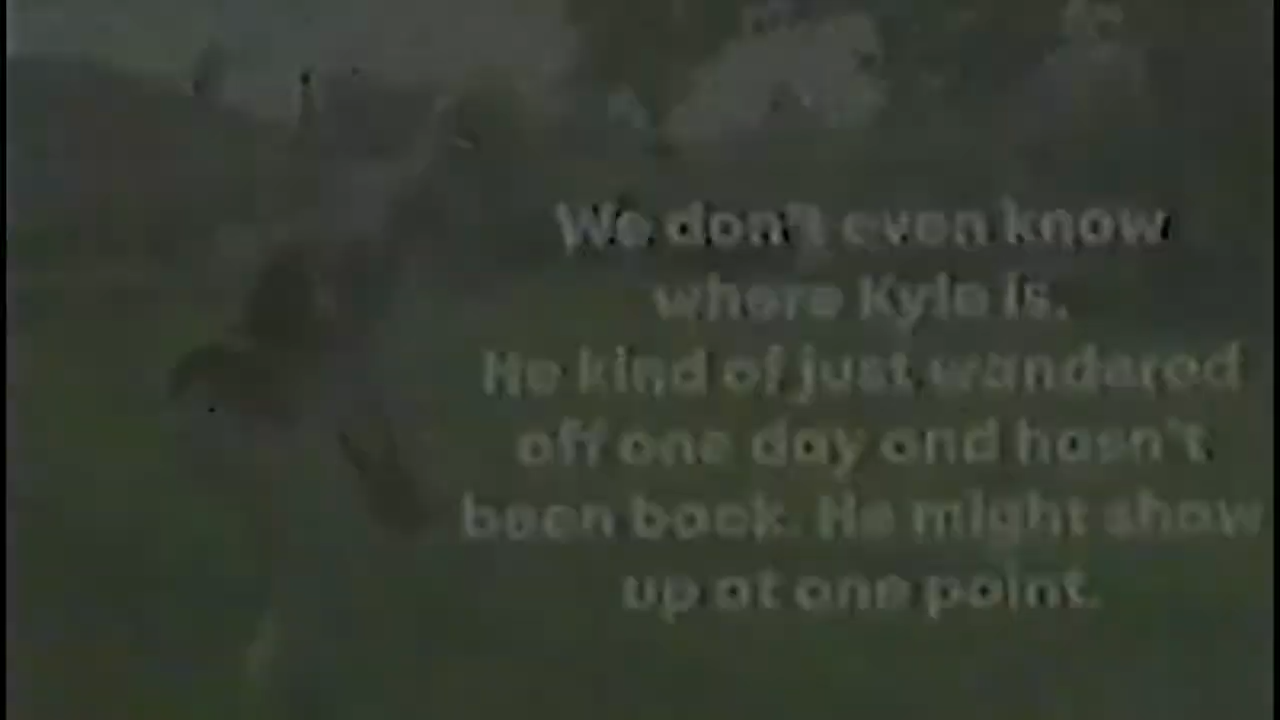 We don't even know
where Kyle is.
He kind of just wandered
off one day and hasn't
been back. He might show
up at one point.